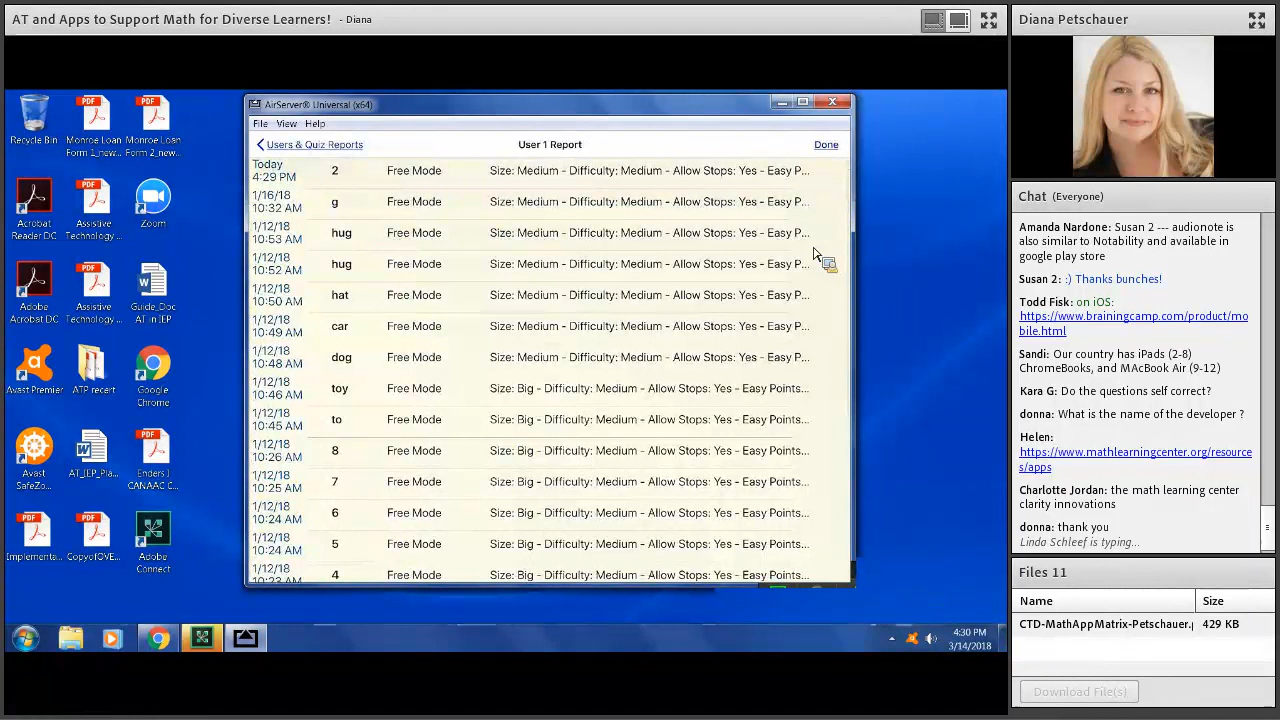 AT and Apps to Support Math for Diverse Learners! - Diana
Recycle Bin
Monroe Loan
Form 1_new...
Monroe Loan
Form 2_new...
Acrobat
Reader DC
Assistive
Technology ...
Zoom
Adobe
Acrobat DC
Assistive
Technology ...
Guide_Doc
AT in IEP
Avast Premier
ATP recert
Google
Chrome
Avast
SafeZo...
AT_IEP_Pla...
Enders J
CANAAC C...
Implementa...
CopyofOVE...
Adobe
Connect
AirServer® Universal (x64)
File View Help
Users & Quiz Reports User 1 Report Done
Today
4:29 PM 2 Free Mode Size: Medium - Difficulty: Medium - Allow Stops: Yes - Easy P...
1/16/18
10:32 AM g Free Mode Size: Medium - Difficulty: Medium - Allow Stops: Yes - Easy P...
1/12/18
10:53 AM hug Free Mode Size: Medium - Difficulty: Medium - Allow Stops: Yes - Easy P...
1/12/18
10:52 AM hug Free Mode Size: Medium - Difficulty: Medium - Allow Stops: Yes - Easy P...
1/12/18
10:50 AM hat Free Mode Size: Medium - Difficulty: Medium - Allow Stops: Yes - Easy P...
1/12/18
10:49 AM car Free Mode Size: Medium - Difficulty: Medium - Allow Stops: Yes - Easy P...
1/12/18
10:48 AM dog Free Mode Size: Medium - Difficulty: Medium - Allow Stops: Yes - Easy P...
1/12/18
10:46 AM toy Free Mode Size: Big - Difficulty: Medium - Allow Stops: Yes - Easy Points...
1/12/18
10:45 AM to Free Mode Size: Big - Difficulty: Medium - Allow Stops: Yes - Easy Points...
1/12/18
10:26 AM 8 Free Mode Size: Big - Difficulty: Medium - Allow Stops: Yes - Easy Points...
1/12/18
10:25 AM 7 Free Mode Size: Big - Difficulty: Medium - Allow Stops: Yes - Easy Points...
1/12/18
10:24 AM 6 Free Mode Size: Big - Difficulty: Medium - Allow Stops: Yes - Easy Points...
1/12/18
10:24 AM 5 Free Mode Size: Big - Difficulty: Medium - Allow Stops: Yes - Easy Points...
1/12/18
10:23 AM 4 Free Mode Size: Big - Difficulty: Medium - Allow Stops: Yes - Easy Points...
4:30 PM
3/14/2018
Diana Petschauer
Chat (Everyone)
Amanda Nardone: Susan 2 --- audionote is
also similar to Notability and available in
google play store
Susan 2: :) Thanks bunches!
Todd Fisk: on iOS:
https://www.brainingcamp.com/product/mo
bile.html
Sandi: Our country has iPads (2-8)
ChromeBooks, and MACBook Air (9-12)
Kara G: Do the questions self correct?
donna: What is the name of the developer ?
Helen:
https://www.mathlearningcenter.org/resource
s/apps
Charlotte Jordan: the math learning center
clarity innovations
donna: thank you
Linda Schleef is typing...
Files 11
Name Size
CTD-MathAppMatrix-Petschauer.p 429 KB
Download File(s)